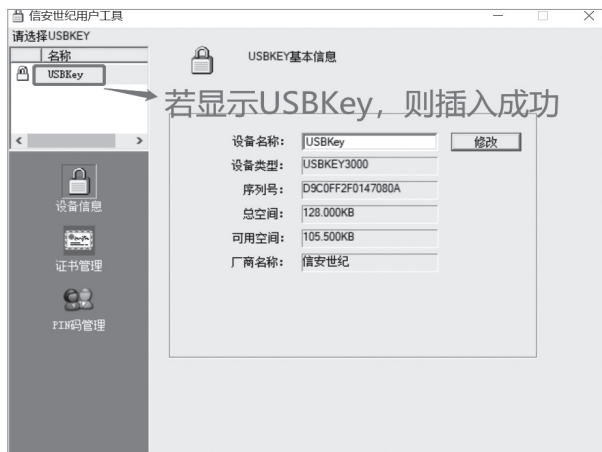 信安世纪用户工具
请选择USBKEY
名称
USBKey
USBKEY基本信息
若显示USBKey，则插入成功
设备名称： USBKey 修改
设备类型： USBKEY3000
序列号： D9C0FF2F0147080A
总空间： 128.000KB
可用空间： 105.500KB
厂商名称： 信安世纪
设备信息
证书管理
PIN码管理